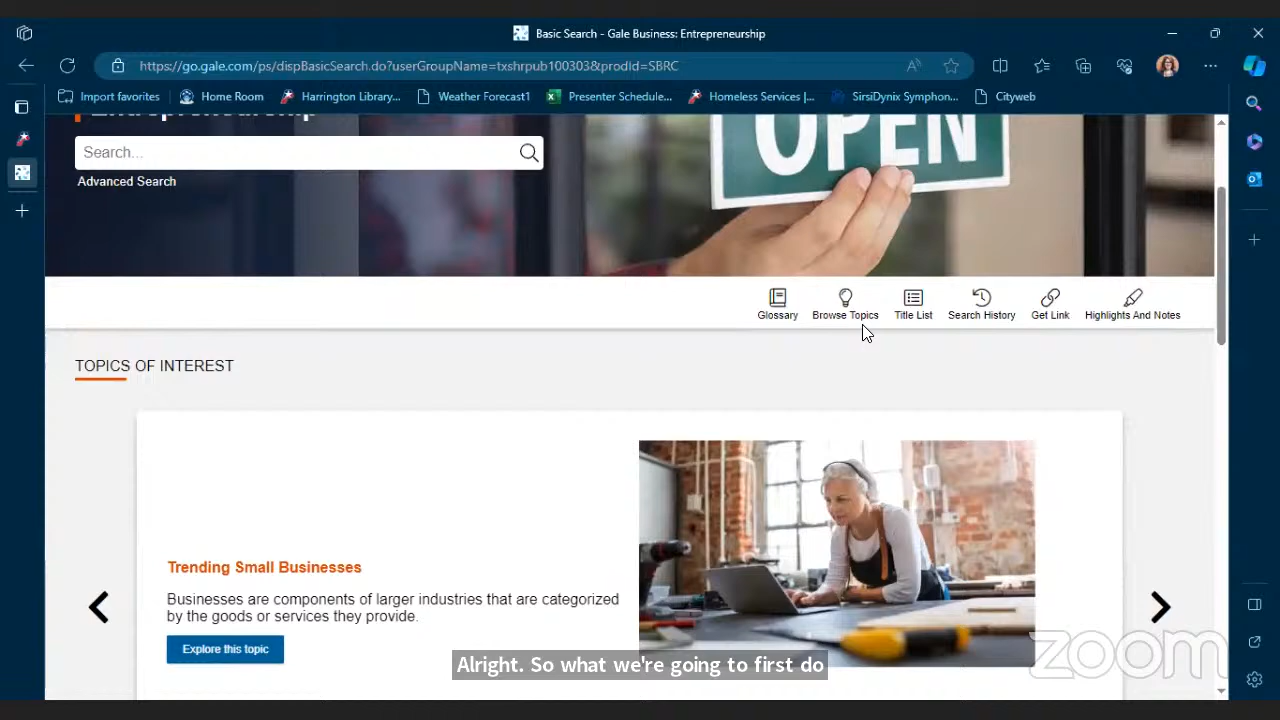 Basic Search - Gale Business: Entrepreneurship
https://go.gale.com/ps/dispBasicSearch.do?userGroupName=txshrpub100303&prodId=SBRC
Import favorites
Home Room
Harrington Library...
Weather Forecast1
Presenter Schedule...
Homeless Services |...
SirsiDynix Symphon...
Cityweb
Entrepreneurship
OPEN
Search...
Advanced Search
Glossary
Browse Topics
Title List
Search History
Get Link
Highlights And Notes
TOPICS OF INTEREST
Trending Small Businesses
Businesses are components of larger industries that are categorized
by the goods or services they provide.
Explore this topic
Alright. So what we're going to first do
zoom